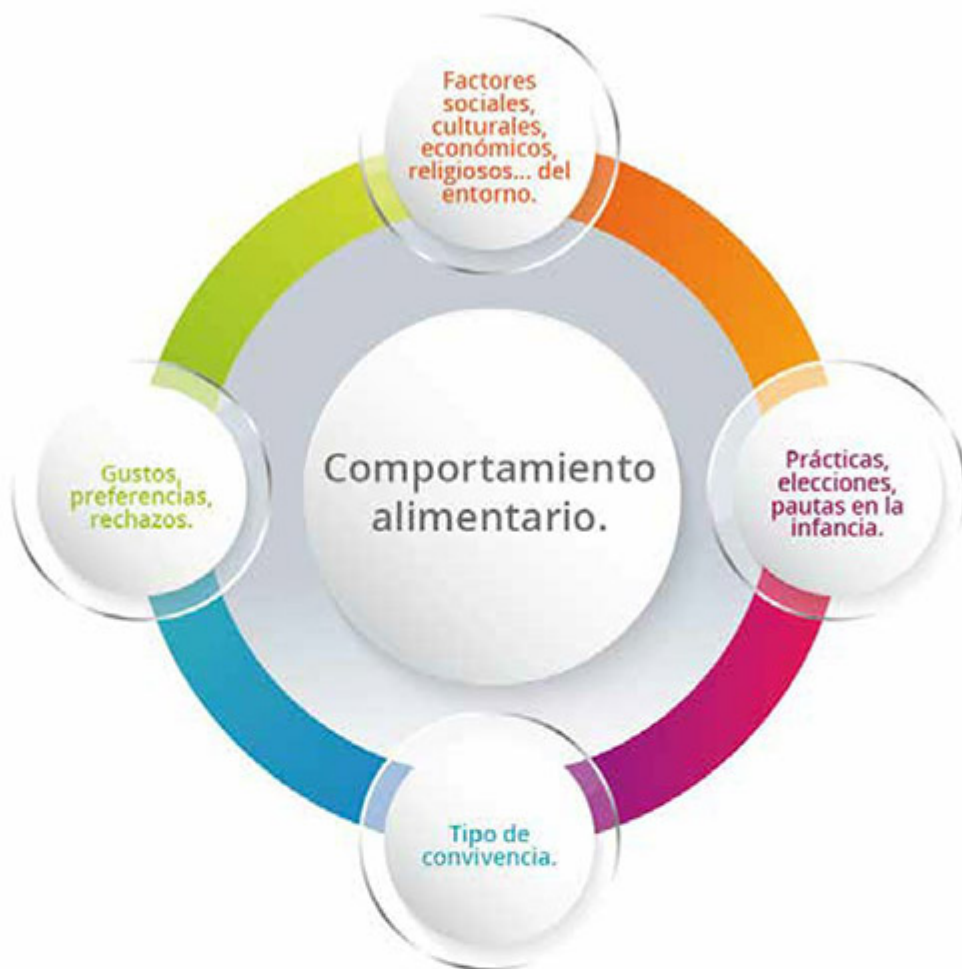 Factores
sociales,
culturales,
económicos,
religiosos... del
entorno.
Gustos,
preferencias,
rechazos.
Comportamiento
alimentario.
Prácticas,
elecciones,
pautas en la
infancia.
Tipo de
convivencia.